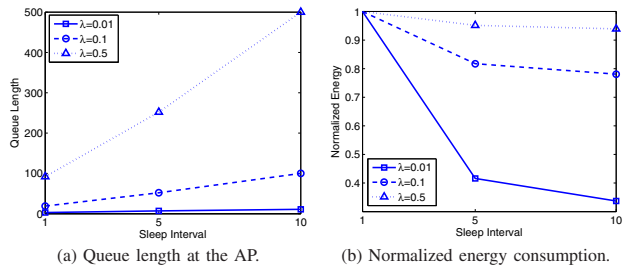 500
400
300
200
100
0
1
5
10
Queue Length
Sleep Interval
λ=0.01
λ=0.1
λ=0.5
(a) Queue length at the AP.
1
0.9
0.8
0.7
0.6
0.5
0.4
1
5
10
Normalized Energy
Sleep Interval
λ=0.01
λ=0.1
λ=0.5
(b) Normalized energy consumption.